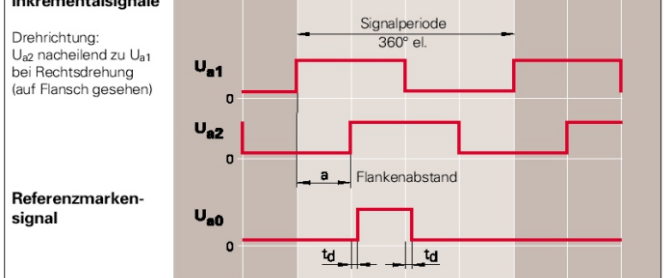 Inkrementalsignale
Drehrichtung:
Ua2 nacheilend zu Ua1
bei Rechtsdrehung
(auf Flansch gesehen)
Signalperiode
360° el.
Ua1
0
Ua2
0
a Flankenabstand
Referenzmarken-
signal
Ua0
0
td td